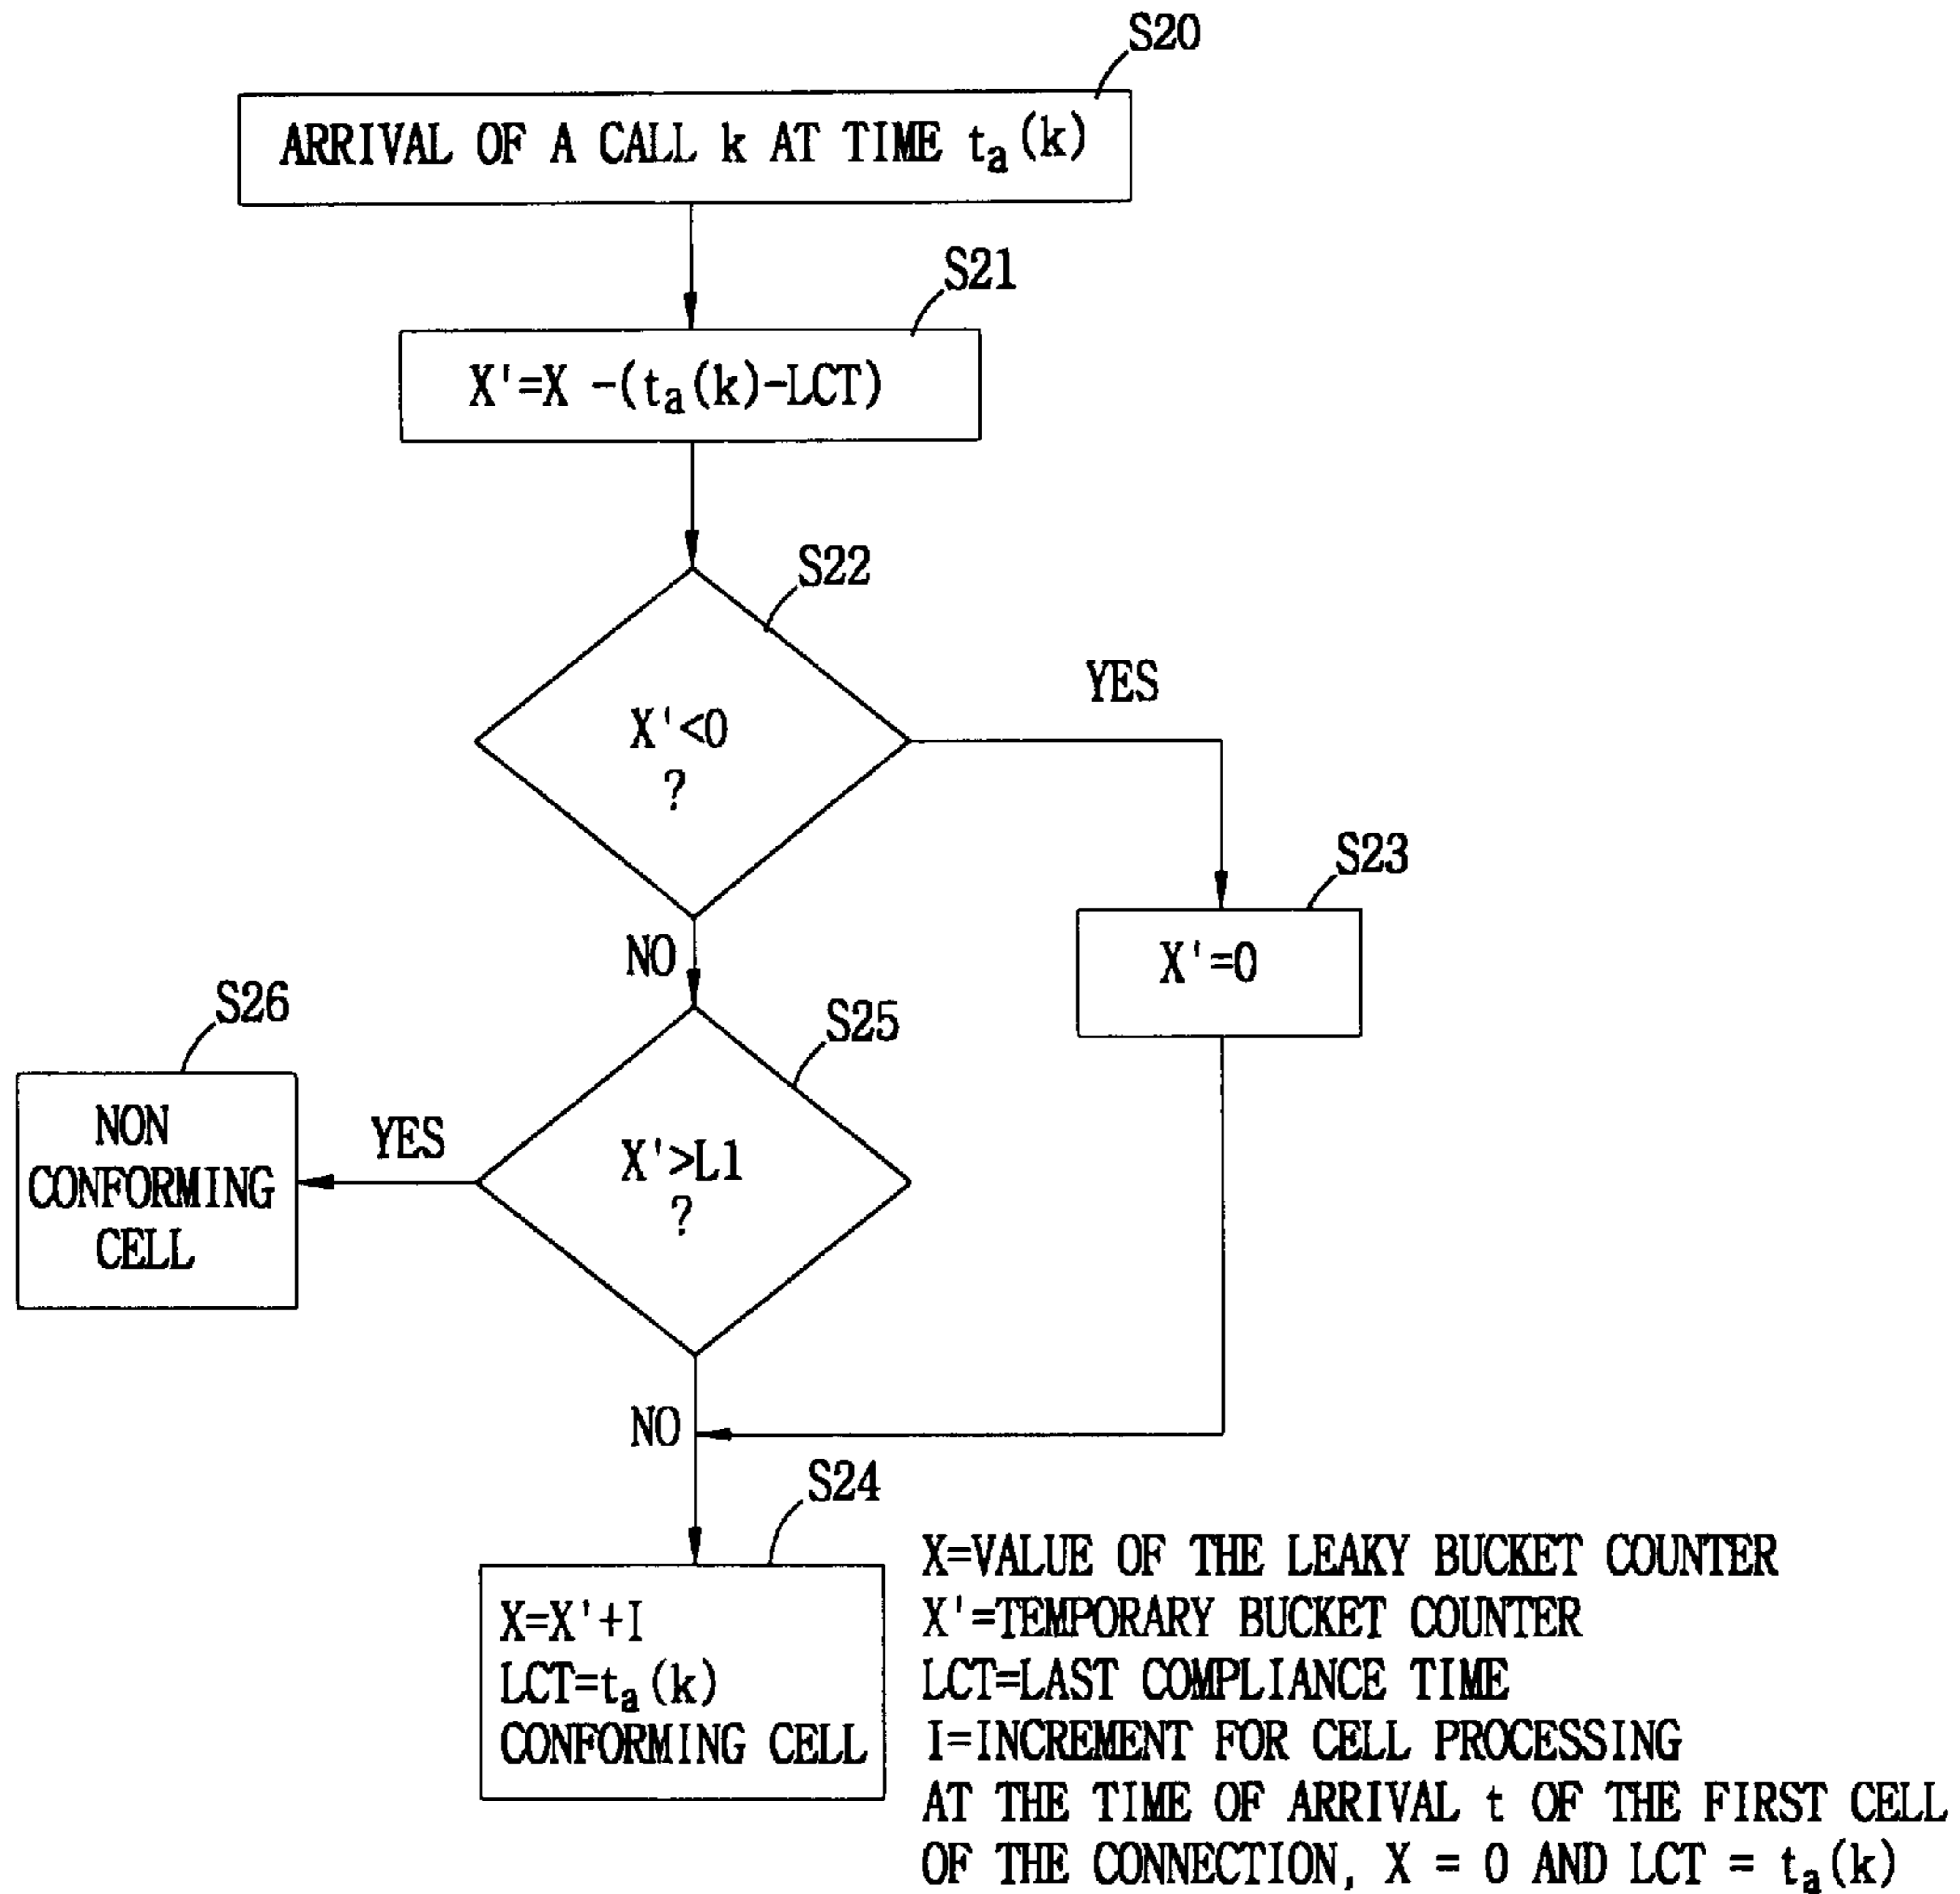 S20
ARRIVAL OF A CALL k AT TIME tₐ(k)
S21
X'=X -(tₐ(k)-LCT)
S22
X'<0
?
YES
S23
X'=0
NO
S26
S25
NON
CONFORMING
CELL
YES
X'>L1
?
NO
S24
X=X'+I
LCT=tₐ(k)
CONFORMING CELL
X=VALUE OF THE LEAKY BUCKET COUNTER
X'=TEMPORARY BUCKET COUNTER
LCT=LAST COMPLIANCE TIME
I=INCREMENT FOR CELL PROCESSING
AT THE TIME OF ARRIVAL t OF THE FIRST CELL
OF THE CONNECTION, X = 0 AND LCT = tₐ(k)